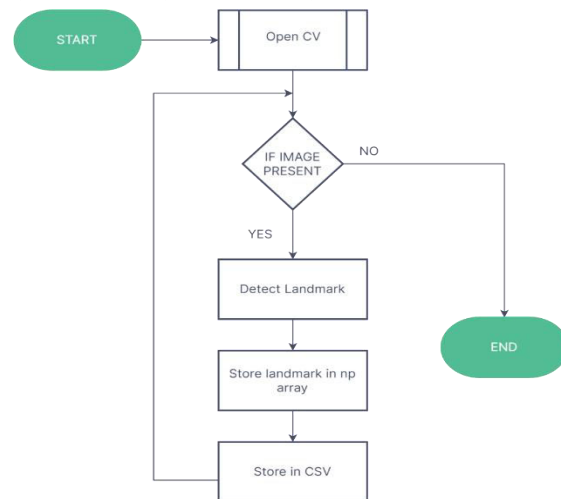 START
Open CV
IF IMAGE
PRESENT
NO
YES
Detect Landmark
Store landmark in np
array
END
Store in CSV